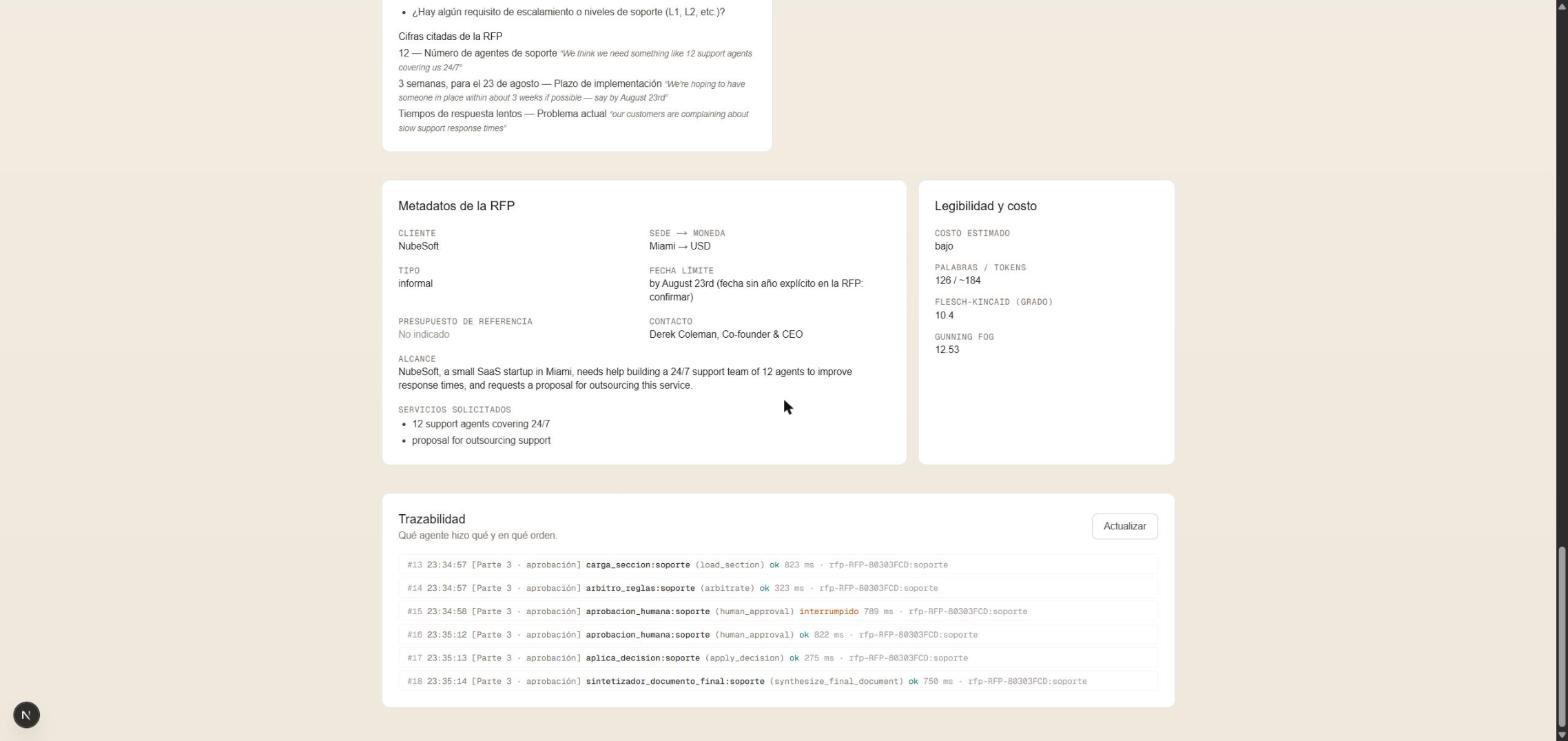 • ¿Hay algún requisito de escalamiento o niveles de soporte (L1, L2, etc.)?
Cifras citadas de la RFP
12 — Número de agentes de soporte "We think we need something like 12 support agents
covering us 24/7"
3 semanas, para el 23 de agosto — Plazo de implementación "We're hoping to have
someone in place within about 3 weeks if possible — say by August 23rd"
Tiempos de respuesta lentos — Problema actual "our customers are complaining about
slow support response times"
Metadatos de la RFP
CLIENTE
NubeSoft
SEDE → MONEDA
Miami → USD
TIPO
informal
FECHA LÍMITE
by August 23rd (fecha sin año explícito en la RFP:
confirmar)
PRESUPUESTO DE REFERENCIA
No indicado
CONTACTO
Derek Coleman, Co-founder & CEO
ALCANCE
NubeSoft, a small SaaS startup in Miami, needs help building a 24/7 support team of 12 agents to improve
response times, and requests a proposal for outsourcing this service.
SERVICIOS SOLICITADOS
• 12 support agents covering 24/7
• proposal for outsourcing support
Legibilidad y costo
COSTO ESTIMADO
bajo
PALABRAS / TOKENS
126 / ~184
FLESCH-KINCAID (GRADO)
10.4
GUNNING FOG
12.53
Trazabilidad
Qué agente hizo qué y en qué orden.
Actualizar
#13 23:34:57 [Parte 3 · aprobación] carga_seccion:soporte (load_section) ok 823 ms · rfp-RFP-80303FCD:soporte
#14 23:34:57 [Parte 3 · aprobación] arbitro_reglas:soporte (arbitrate) ok 323 ms · rfp-RFP-80303FCD:soporte
#15 23:34:58 [Parte 3 · aprobación] aprobacion_humana:soporte (human_approval) interrumpido 789 ms · rfp-RFP-80303FCD:soporte
#16 23:35:12 [Parte 3 · aprobación] aprobacion_humana:soporte (human_approval) ok 822 ms · rfp-RFP-80303FCD:soporte
#17 23:35:13 [Parte 3 · aprobación] aplica_decision:soporte (apply_decision) ok 275 ms · rfp-RFP-80303FCD:soporte
#18 23:35:14 [Parte 3 · aprobación] sintetizador_documento_final:soporte (synthesize_final_document) ok 750 ms · rfp-RFP-80303FCD:soporte
N